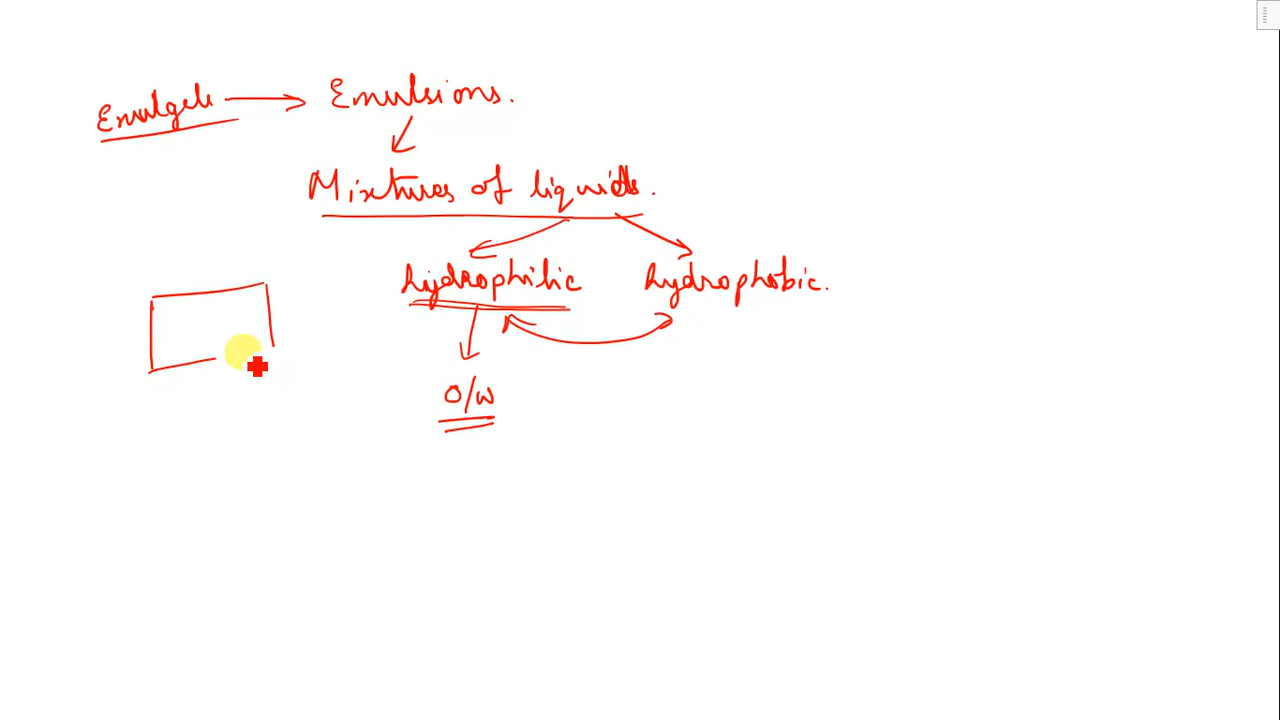 Emulgels → Emulsions.
Mixtures of liquids.
hydrophilic hydrophobic.
O/W